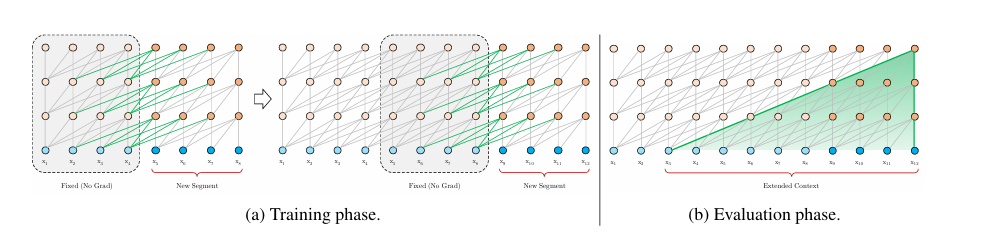 x₁ x₂ x₃ x₄ x₅ x₆ x₇ x₈ x₁ x₂ x₃ x₄ x₅ x₆ x₇ x₈ x₉ x₁₀ x₁₁ x₁₂ x₁ x₂ x₃ x₄ x₅ x₆ x₇ x₈ x₉ x₁₀ x₁₁ x₁₂
Fixed (No Grad) New Segment Fixed (No Grad) New Segment Extended Context
(a) Training phase. (b) Evaluation phase.